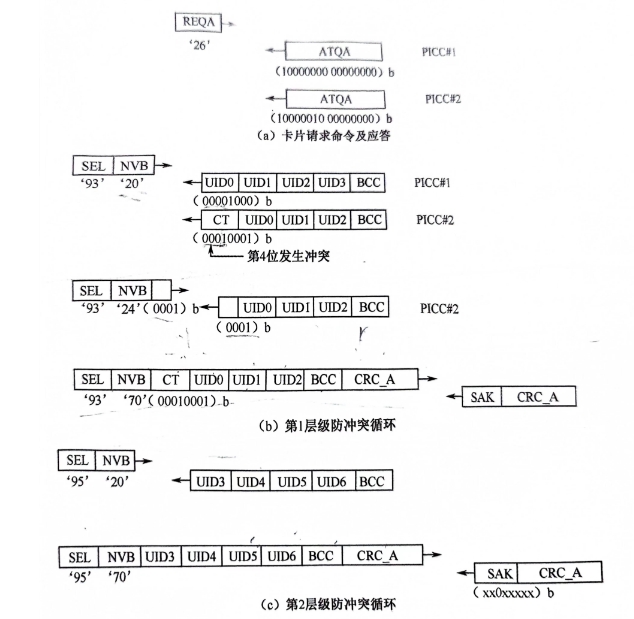 REQA
‘26’
ATQA PICC#1
(10000000 00000000) b
ATQA PICC#2
(10000010 00000000) b
(a) 卡片请求命令及应答
SEL NVB
‘93’ ‘20’
UID0 UID1 UID2 UID3 BCC PICC#1
(00001000) b
CT UID0 UID1 UID2 BCC PICC#2
(00010001) b
第4位发生冲突
SEL NVB
‘93’ ‘24’ (0001) b
UID0 UID1 UID2 BCC PICC#2
(0001) b
SEL NVB CT UID0 UID1 UID2 BCC CRC_A
‘93’ ‘70’ (00010001) b
SAK CRC_A
(b) 第1层级防冲突循环
SEL NVB
‘95’ ‘20’
UID3 UID4 UID5 UID6 BCC
SEL NVB UID3 UID4 UID5 UID6 BCC CRC_A
‘95’ ‘70’
SAK CRC_A
(xx0xxxxx) b
(c) 第2层级防冲突循环